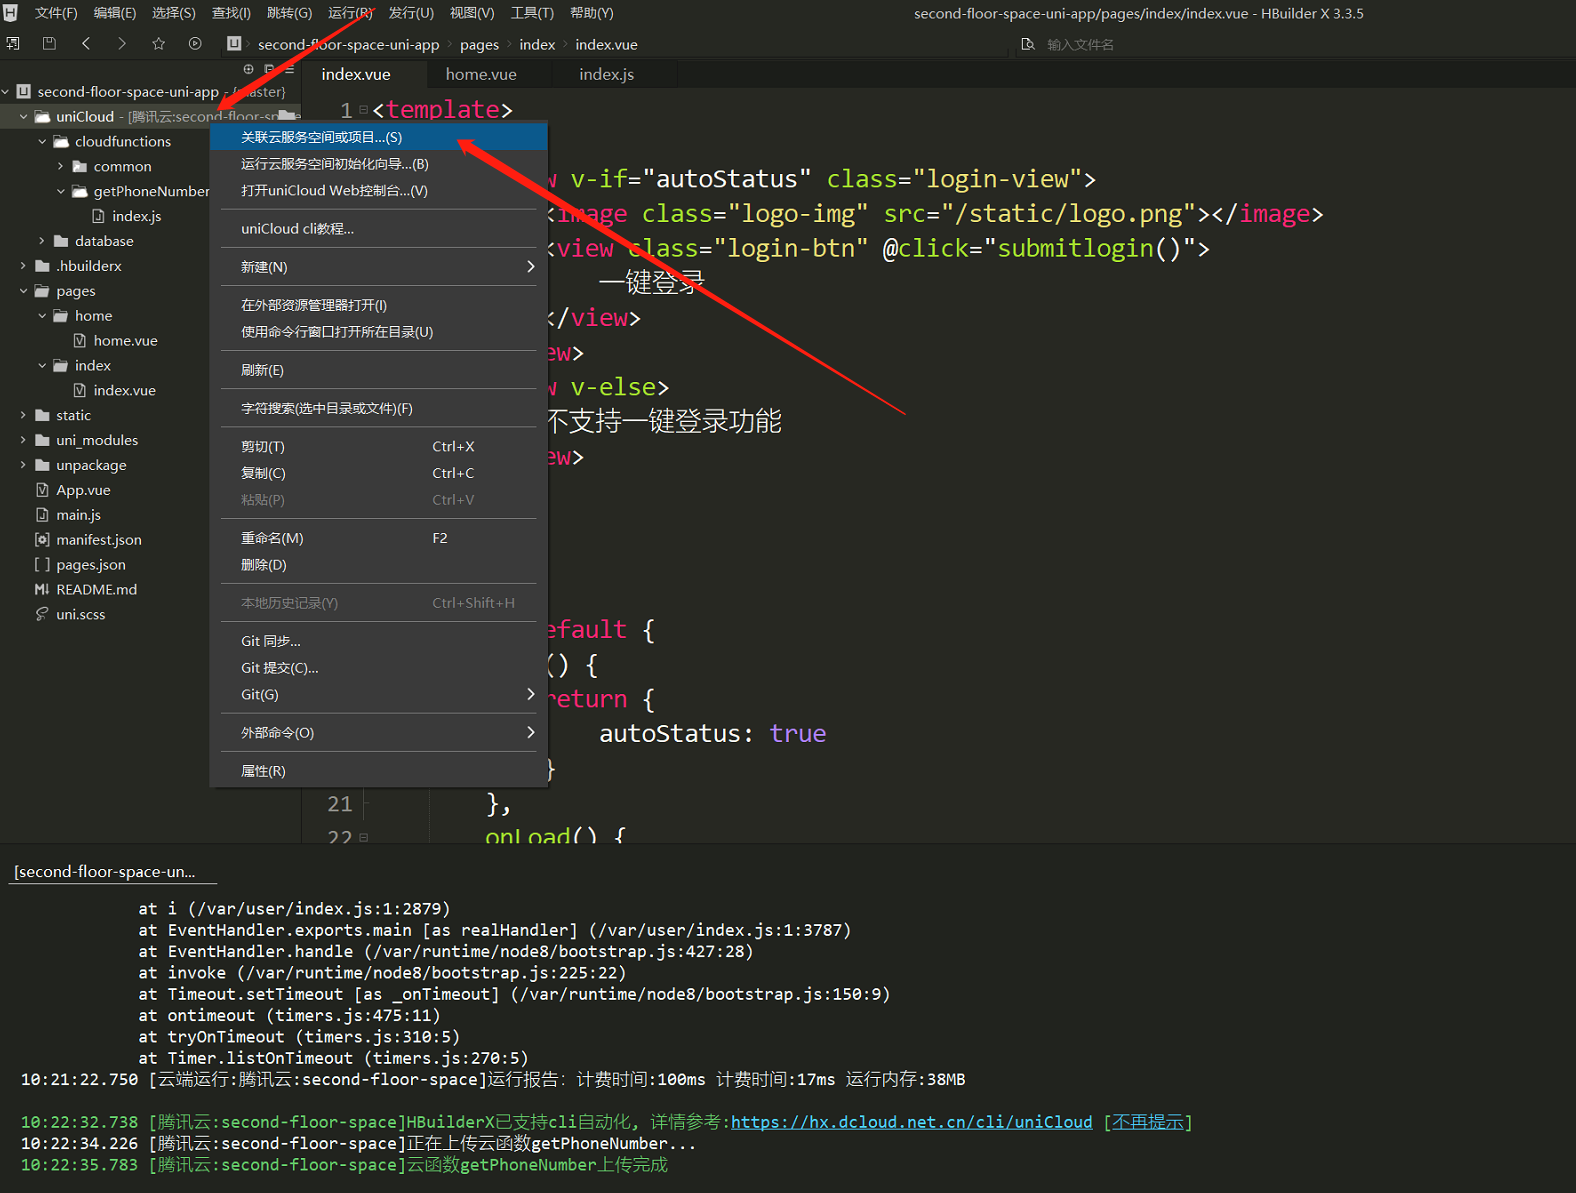 文件(F) 编辑(E) 选择(S) 查找(I) 跳转(G) 运行(R) 发行(U) 视图(V) 工具(T) 帮助(Y)
second-floor-space-uni-app/pages/index/index.vue - HBuilder X 3.3.5
second-floor-space-uni-app pages index index.vue
输入文件名
index.vue home.vue index.js
second-floor-space-uni-app - {master}
uniCloud - [腾讯云:second-floor-sp
cloudfunctions
common
getPhoneNumber
index.js
database
.hbuilderx
pages
home
home.vue
index
index.vue
static
uni_modules
unpackage
App.vue
main.js
manifest.json
pages.json
README.md
uni.scss
关联云服务空间或项目...(S)
运行云服务空间初始化向导...(B)
打开uniCloud Web控制台...(V)
uniCloud cli教程...
新建(N)
在外部资源管理器打开(I)
使用命令行窗口打开所在目录(U)
刷新(E)
字符搜索(选中目录或文件)(F)
剪切(T) Ctrl+X
复制(C) Ctrl+C
粘贴(P) Ctrl+V
重命名(M) F2
删除(D)
本地历史记录(Y) Ctrl+Shift+H
Git 同步...
Git 提交(C)...
Git(G)
外部命令(O)
属性(R)
1 <template>
w v-if="autoStatus" class="login-view">
<image class="logo-img" src="/static/logo.png"></image>
<view class="login-btn" @click="submitlogin()">
一键登录
</view>
ew>
w v-else>
不支持一键登录功能
ew>
efault {
() {
return {
autoStatus: true
}
21 },
22 onLoad() {
[second-floor-space-un...
at i (/var/user/index.js:1:2879)
at EventHandler.exports.main [as realHandler] (/var/user/index.js:1:3787)
at EventHandler.handle (/var/runtime/node8/bootstrap.js:427:28)
at invoke (/var/runtime/node8/bootstrap.js:225:22)
at Timeout.setTimeout [as _onTimeout] (/var/runtime/node8/bootstrap.js:150:9)
at ontimeout (timers.js:475:11)
at tryOnTimeout (timers.js:310:5)
at Timer.listOnTimeout (timers.js:270:5)
10:21:22.750 [云端运行:腾讯云:second-floor-space]运行报告: 计费时间:100ms 计费时间:17ms 运行内存:38MB
10:22:32.738 [腾讯云:second-floor-space]HBuilderX已支持cli自动化, 详情参考:https://hx.dcloud.net.cn/cli/uniCloud [不再提示]
10:22:34.226 [腾讯云:second-floor-space]正在上传云函数getPhoneNumber...
10:22:35.783 [腾讯云:second-floor-space]云函数getPhoneNumber上传完成